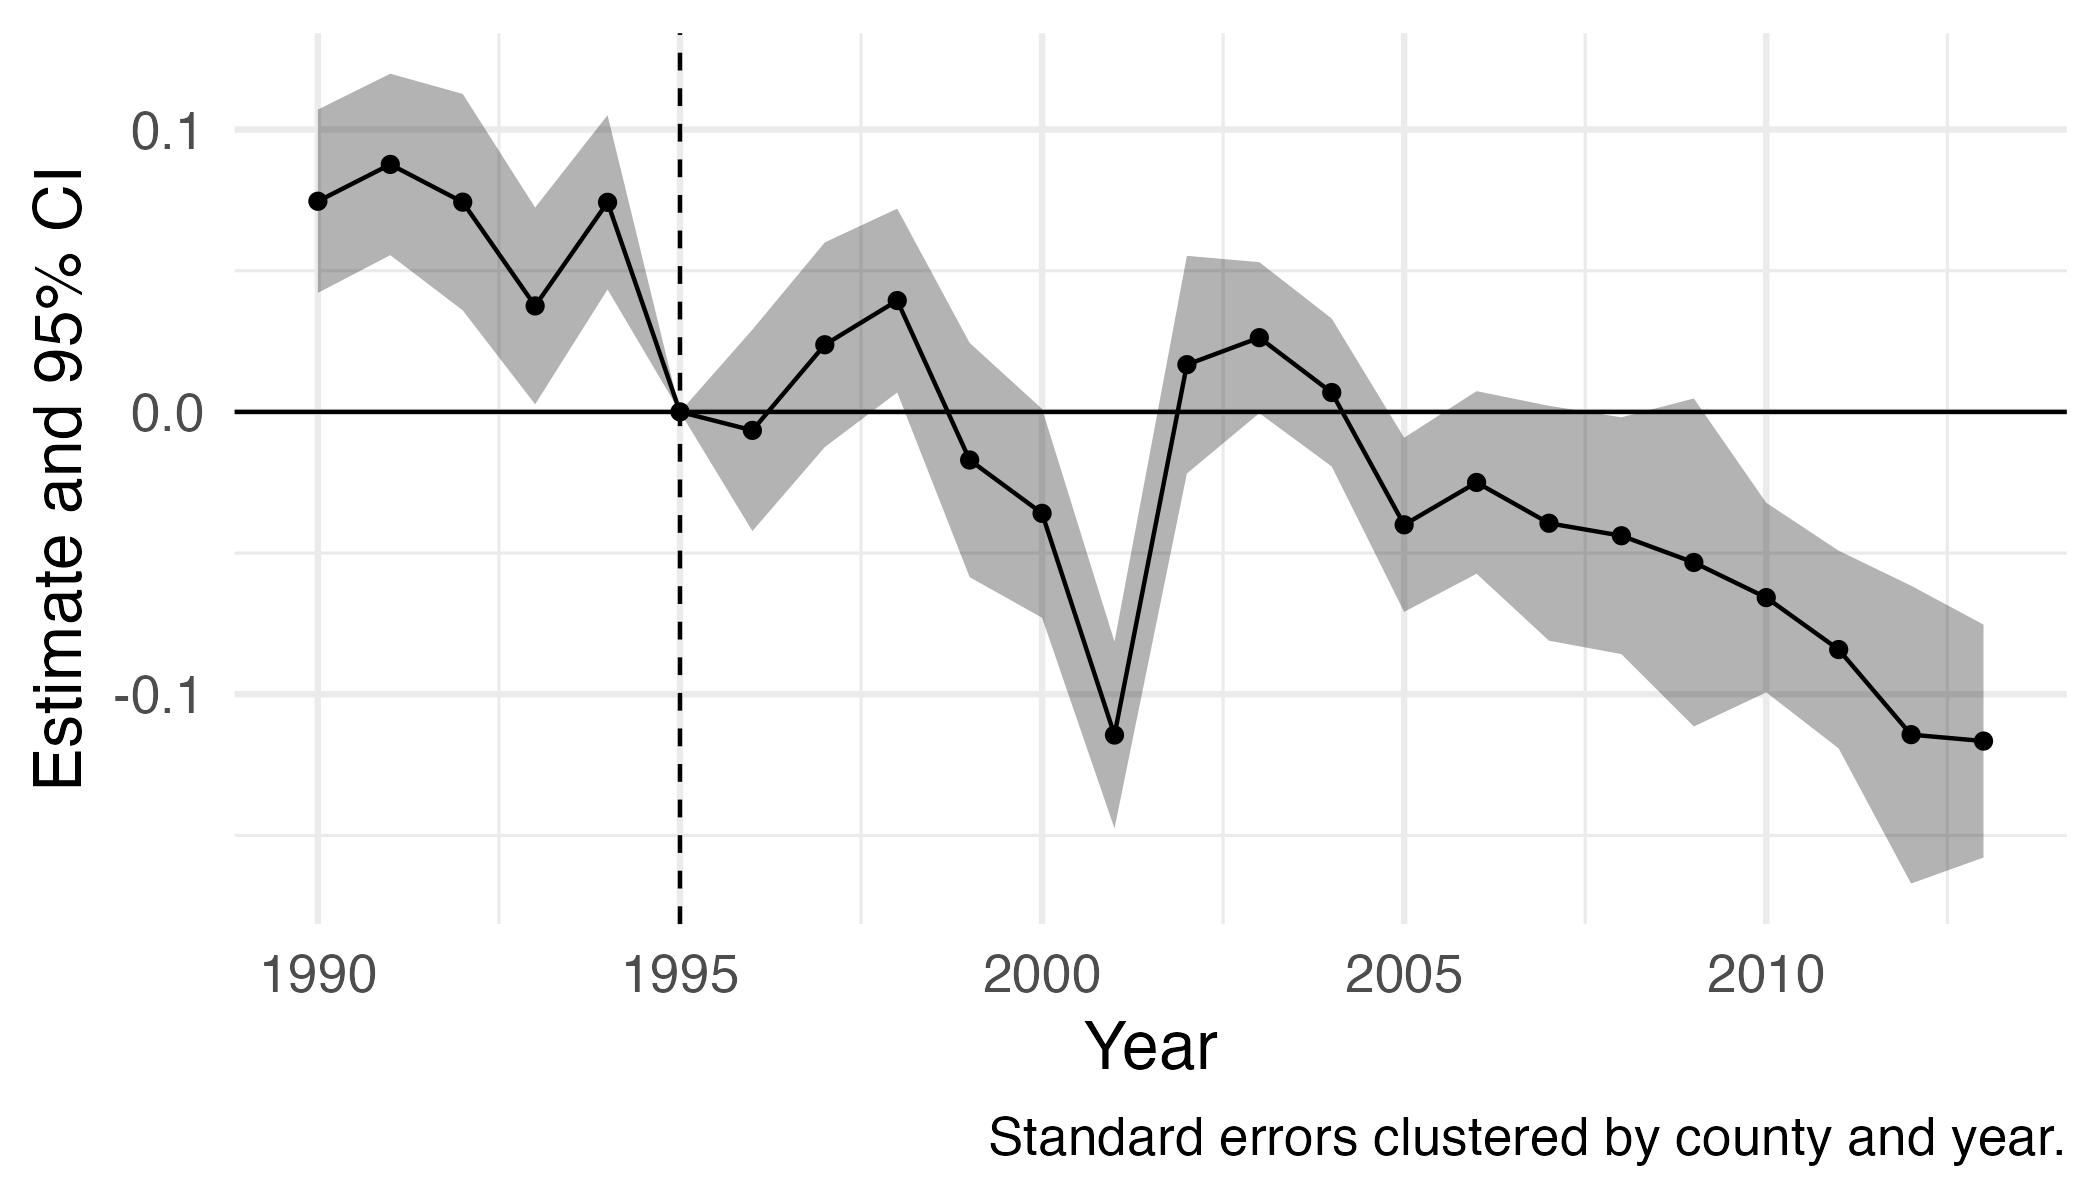 Estimate and 95% CI
0.1
0.0
-0.1
1990 1995 2000 2005 2010
Year
Standard errors clustered by county and year.